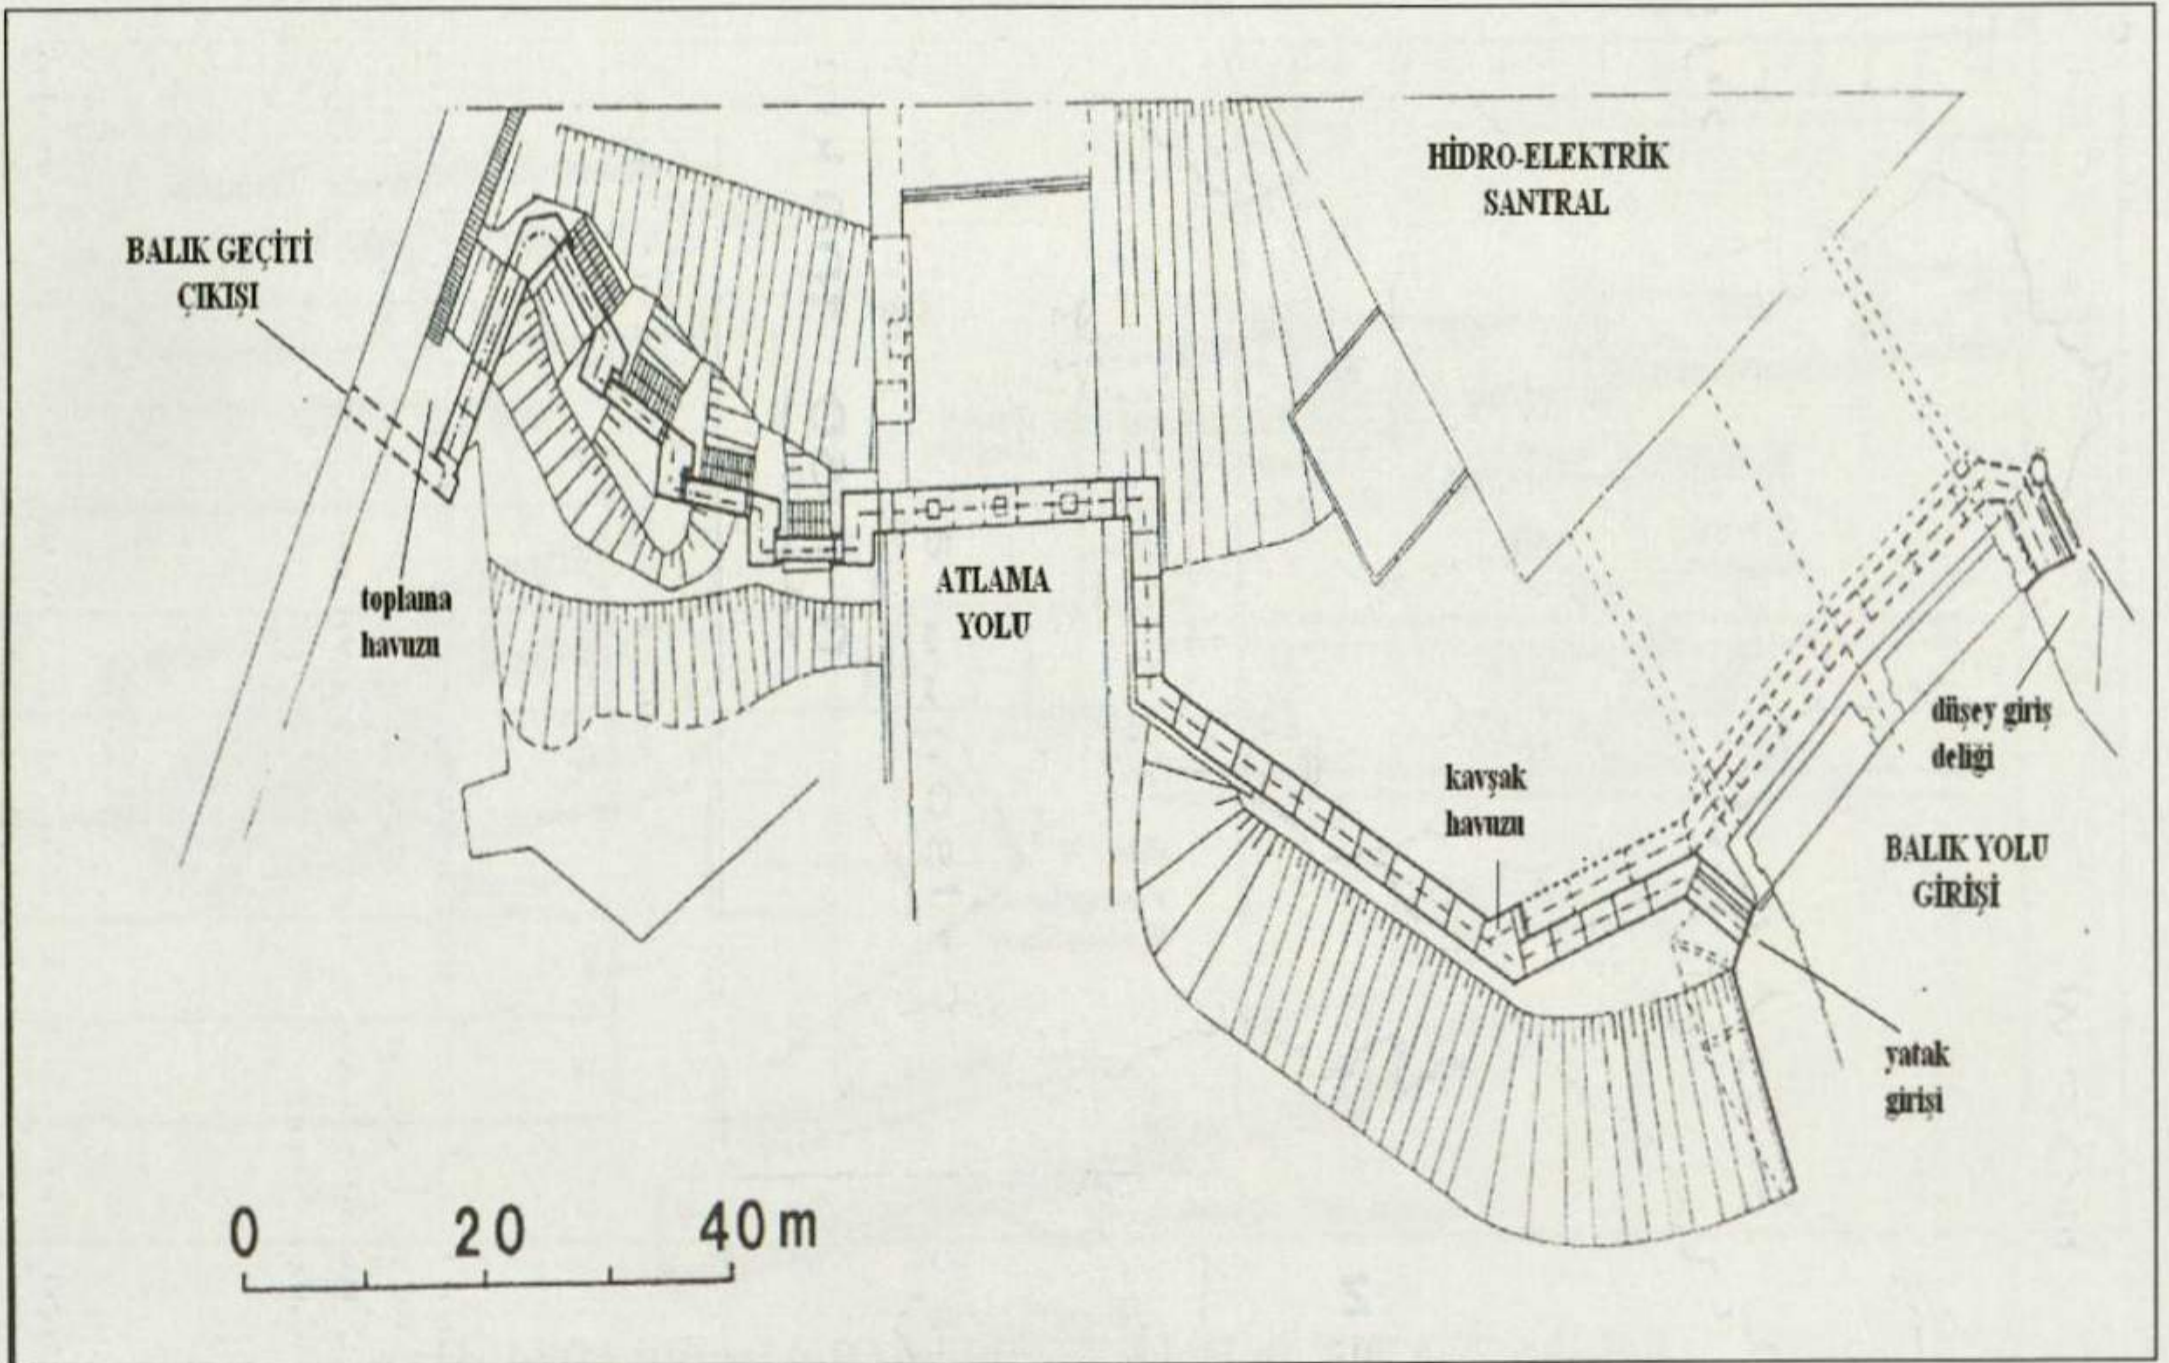 HİDRO-ELEKTRİK
SANTRAL
BALIK GEÇİTİ
ÇIKIŞI
toplama
havuzu
ATLAMA
YOLU
düşey giriş
deliği
kavşak
havuzu
BALIK YOLU
GİRİŞİ
yatak
girişi
0 20 40m